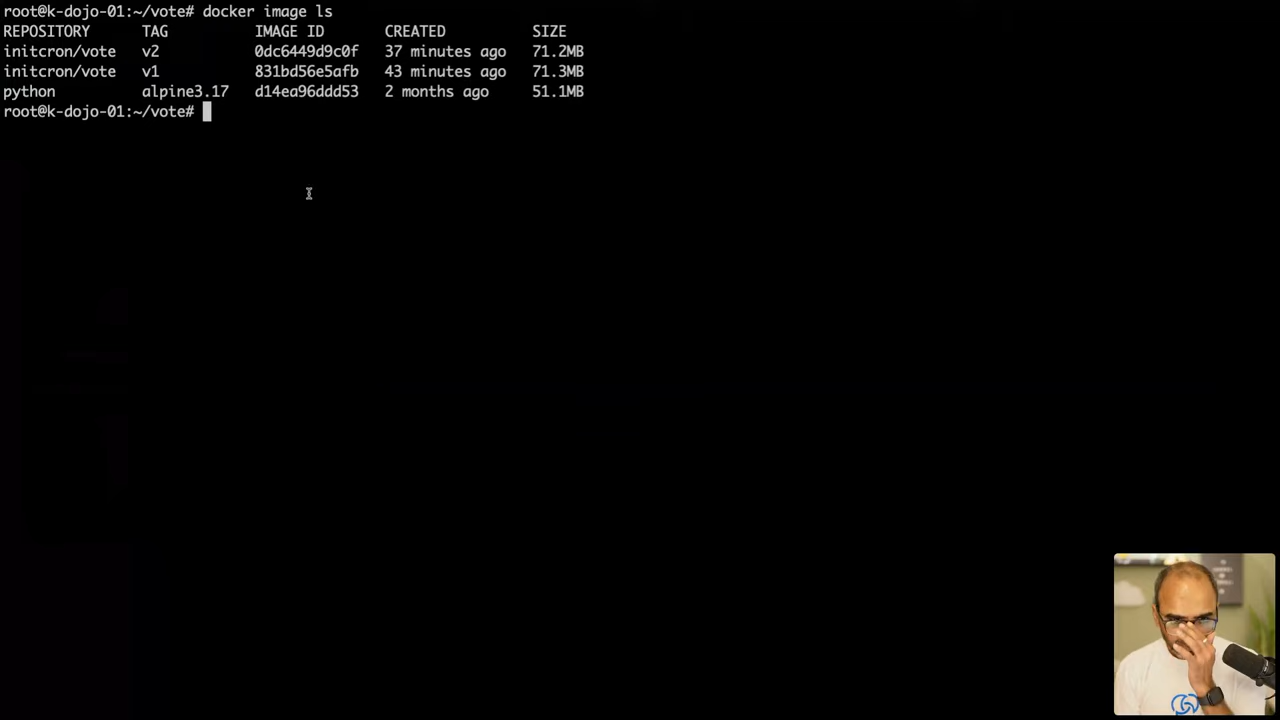 root@k-dojo-01:~/vote# docker image ls
REPOSITORY TAG IMAGE ID CREATED SIZE
initcron/vote v2 0dc6449d9c0f 37 minutes ago 71.2MB
initcron/vote v1 831bd56e5afb 43 minutes ago 71.3MB
python alpine3.17 d14ea96ddd53 2 months ago 51.1MB
root@k-dojo-01:~/vote#